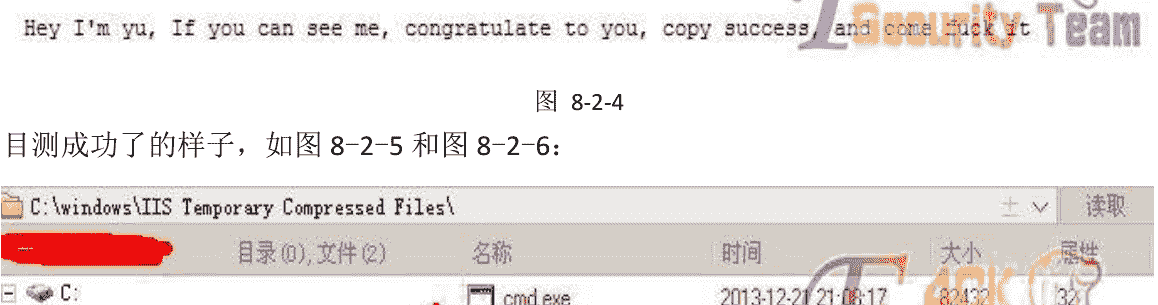 Hey I'm yu, If you can see me, congratulate to you, copy success, and come fuck it
Security Team
图 8-2-4
目测成功了的样子，如图 8-2-5 和图 8-2-6：
C:\windows\IIS Temporary Compressed Files\ 读取
目录(0),文件(2) 名称 时间 大小 属性
C: cmd.exe 2013-12-21 21:08:17 82432 32